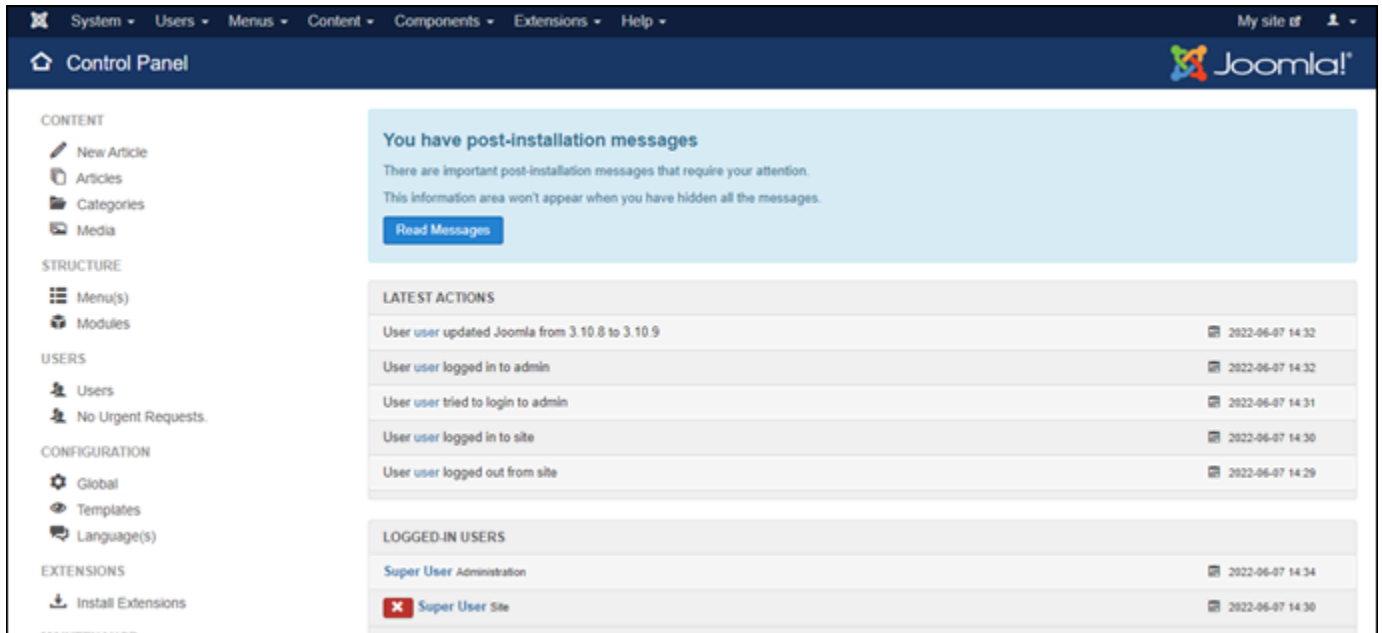 System Users Menus Content Components Extensions Help My site
Control Panel
Joomla!
CONTENT
New Article
Articles
Categories
Media
STRUCTURE
Menu(s)
Modules
USERS
Users
No Urgent Requests.
CONFIGURATION
Global
Templates
Language(s)
EXTENSIONS
Install Extensions
You have post-installation messages
There are important post-installation messages that require your attention.
This information area won't appear when you have hidden all the messages.
Read Messages
LATEST ACTIONS
User user updated Joomla from 3.10.8 to 3.10.9 2022-06-07 14:32
User user logged in to admin 2022-06-07 14:32
User user tried to login to admin 2022-06-07 14:31
User user logged in to site 2022-06-07 14:30
User user logged out from site 2022-06-07 14:29
LOGGED-IN USERS
Super User Administration 2022-06-07 14:34
Super User Site 2022-06-07 14:30